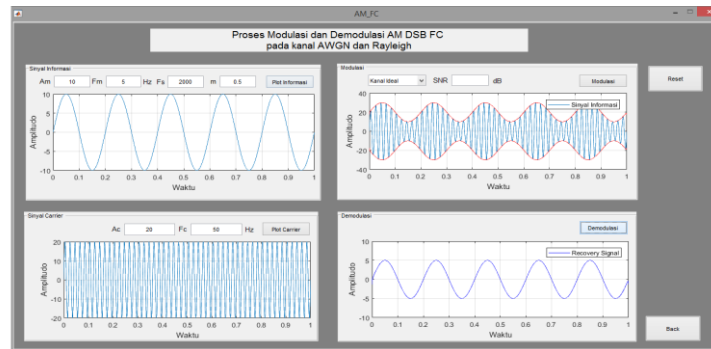 AM_FC
Proses Modulasi dan Demodulasi AM DSB FC
pada kanal AWGN dan Rayleigh
Sinyal Informasi
Am 10 Fm 5 Hz Fs 2000 m 0.5 Plot Informasi
10
5
0
-5
-10
Amplitudo
0 0.1 0.2 0.3 0.4 0.5 0.6 0.7 0.8 0.9 1
Waktu
Modulasi
Kanal Ideal SNR dB Modulasi
40
20
0
-20
-40
Amplitudo
Sinyal Informasi
0 0.1 0.2 0.3 0.4 0.5 0.6 0.7 0.8 0.9 1
Waktu
Reset
Sinyal Carrier
Ac 20 Fc 50 Hz Plot Carrier
20
10
0
-10
-20
Amplitudo
0 0.1 0.2 0.3 0.4 0.5 0.6 0.7 0.8 0.9 1
Waktu
Demodulasi
Demodulasi
10
5
0
-5
-10
Amplitudo
Recovery Signal
0 0.1 0.2 0.3 0.4 0.5 0.6 0.7 0.8 0.9 1
Waktu
Back